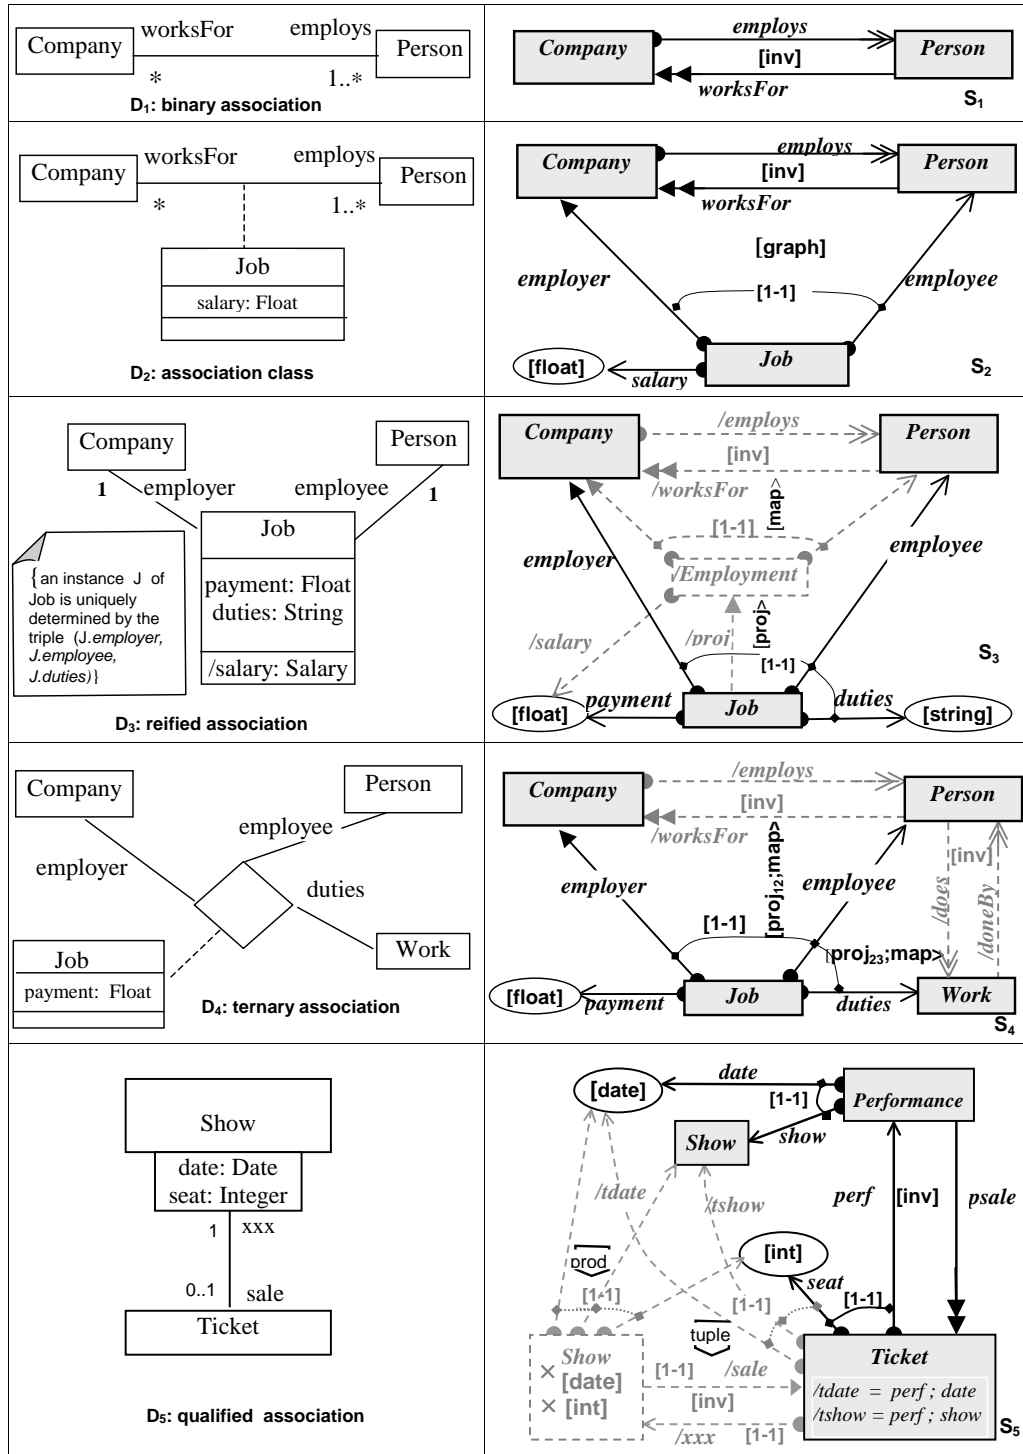 worksFor employs
Company Person
* 1..*
D1: binary association
employs
Company Person
[inv]
worksFor
S1
worksFor employs
Company Person
* 1..*
Job
salary: Float
D2: association class
employs
Company Person
[inv]
worksFor
[graph]
employer employee
[1-1]
Job
[float]
salary
S2
Company Person
1 employer employee 1
Job
{an instance J of
Job is uniquely
determined by the
triple (J.employer,
J.employee,
J.duties)}
payment: Float
duties: String
/salary: Salary
D3: reified association
/employs
Company Person
[inv]
/worksFor
[map>
[1-1]
employer employee
/Employment
/salary /proj [proj>
[1-1]
S3
payment duties
[float] Job [string]
Company Person
employee
employer
duties
Work
Job
payment: Float
D4: ternary association
/employs
Company Person
[inv]
/worksFor
[inv]
[proj12;map>
employer employee
/does /doneBy
[1-1]
[proj23;map>
[float] payment Job duties Work
S4
Show
date: Date
seat: Integer
1 xxx
0..1 sale
Ticket
D5: qualified association
date
[date] [1-1] Performance
Show show
/tdate /tshow perf [inv] psale
[int]
prod seat
[1-1] [1-1] [1-1]
tuple
Show
× [date]
× [int]
/sale
[1-1]
[inv]
/xxx [1-1]
Ticket
/tdate = perf ; date
/tshow = perf ; show
S5